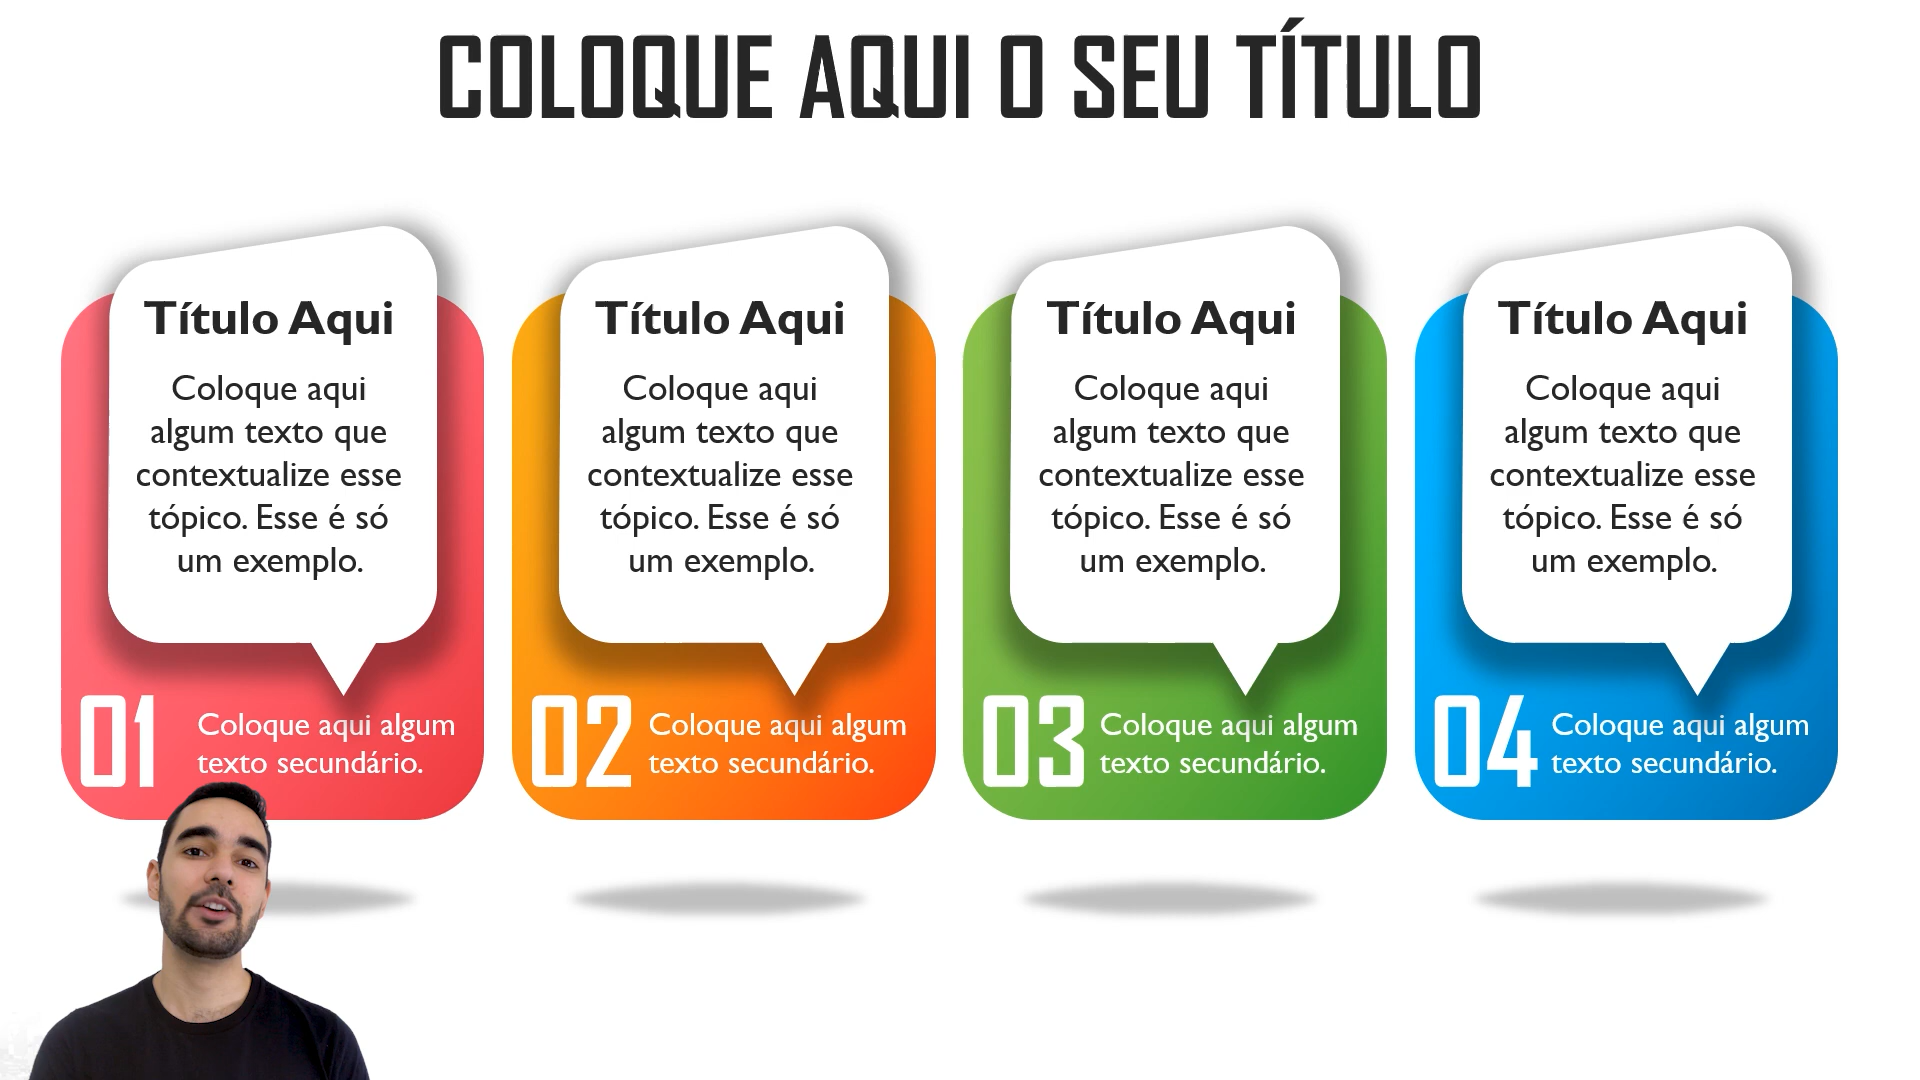 COLOQUE AQUI O SEU TÍTULO
Título Aqui
Coloque aqui
algum texto que
contextualize esse
tópico. Esse é só
um exemplo.
01
Coloque aqui algum
texto secundário.
Título Aqui
Coloque aqui
algum texto que
contextualize esse
tópico. Esse é só
um exemplo.
02
Coloque aqui algum
texto secundário.
Título Aqui
Coloque aqui
algum texto que
contextualize esse
tópico. Esse é só
um exemplo.
03
Coloque aqui algum
texto secundário.
Título Aqui
Coloque aqui
algum texto que
contextualize esse
tópico. Esse é só
um exemplo.
04
Coloque aqui algum
texto secundário.